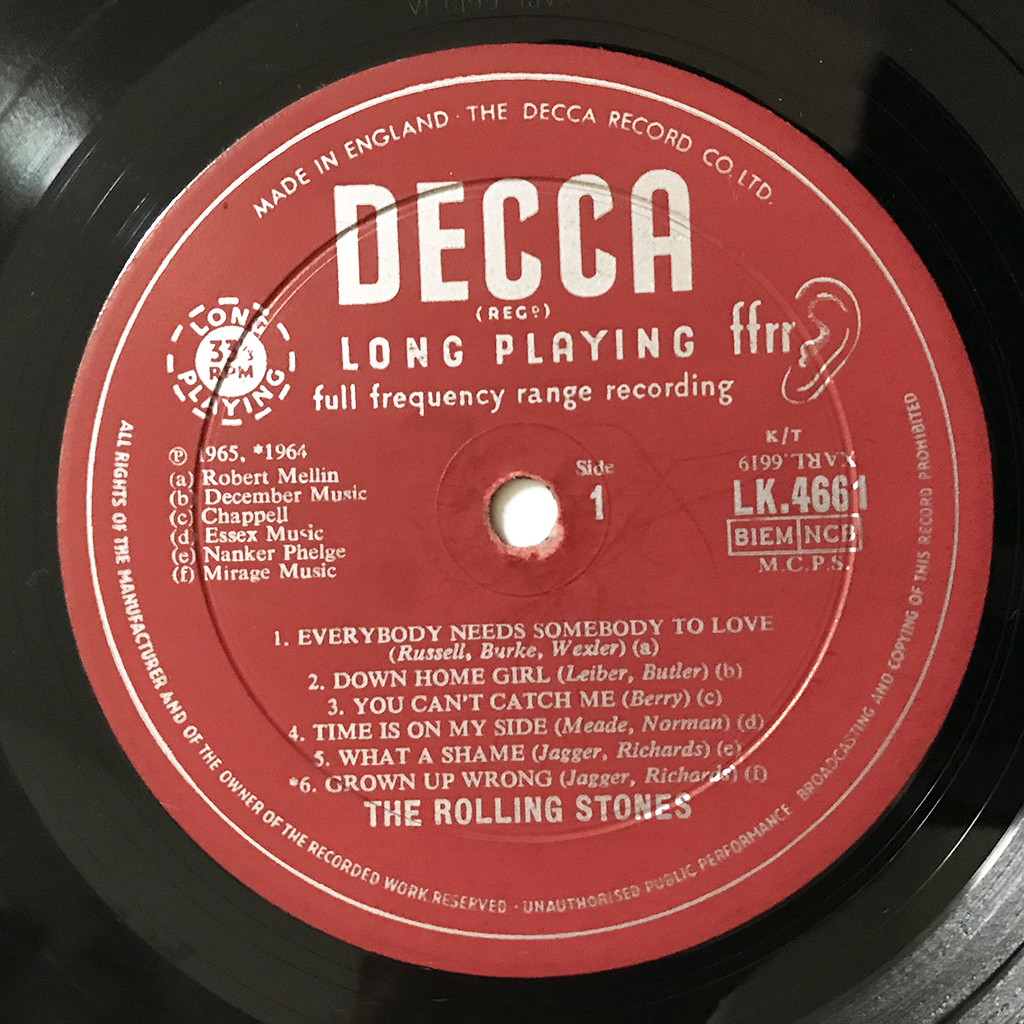 MADE IN ENGLAND · THE DECCA RECORD CO. LTD.
DECCA
(REGD)
LONG PLAYING
ffrr
full frequency range recording
LONG
33⅓
RPM
PLAYING
Ⓟ 1965, *1964
(a) Robert Mellin
(b) December Music
(c) Chappell
(d) Essex Music
(e) Nanker Phelge
(f) Mirage Music
Side
1
K/T
XARL.6619
LK.4661
BIEM NCB
M.C.P.S.
1. EVERYBODY NEEDS SOMEBODY TO LOVE
(Russell, Burke, Wexler) (a)
2. DOWN HOME GIRL (Leiber, Butler) (b)
3. YOU CAN'T CATCH ME (Berry) (c)
4. TIME IS ON MY SIDE (Meade, Norman) (d)
5. WHAT A SHAME (Jagger, Richards) (e)
*6. GROWN UP WRONG (Jagger, Richards) (f)
THE ROLLING STONES
ALL RIGHTS OF THE MANUFACTURER AND OF THE OWNER OF THE RECORDED WORK RESERVED · UNAUTHORISED PUBLIC PERFORMANCE BROADCASTING AND COPYING OF THIS RECORD PROHIBITED